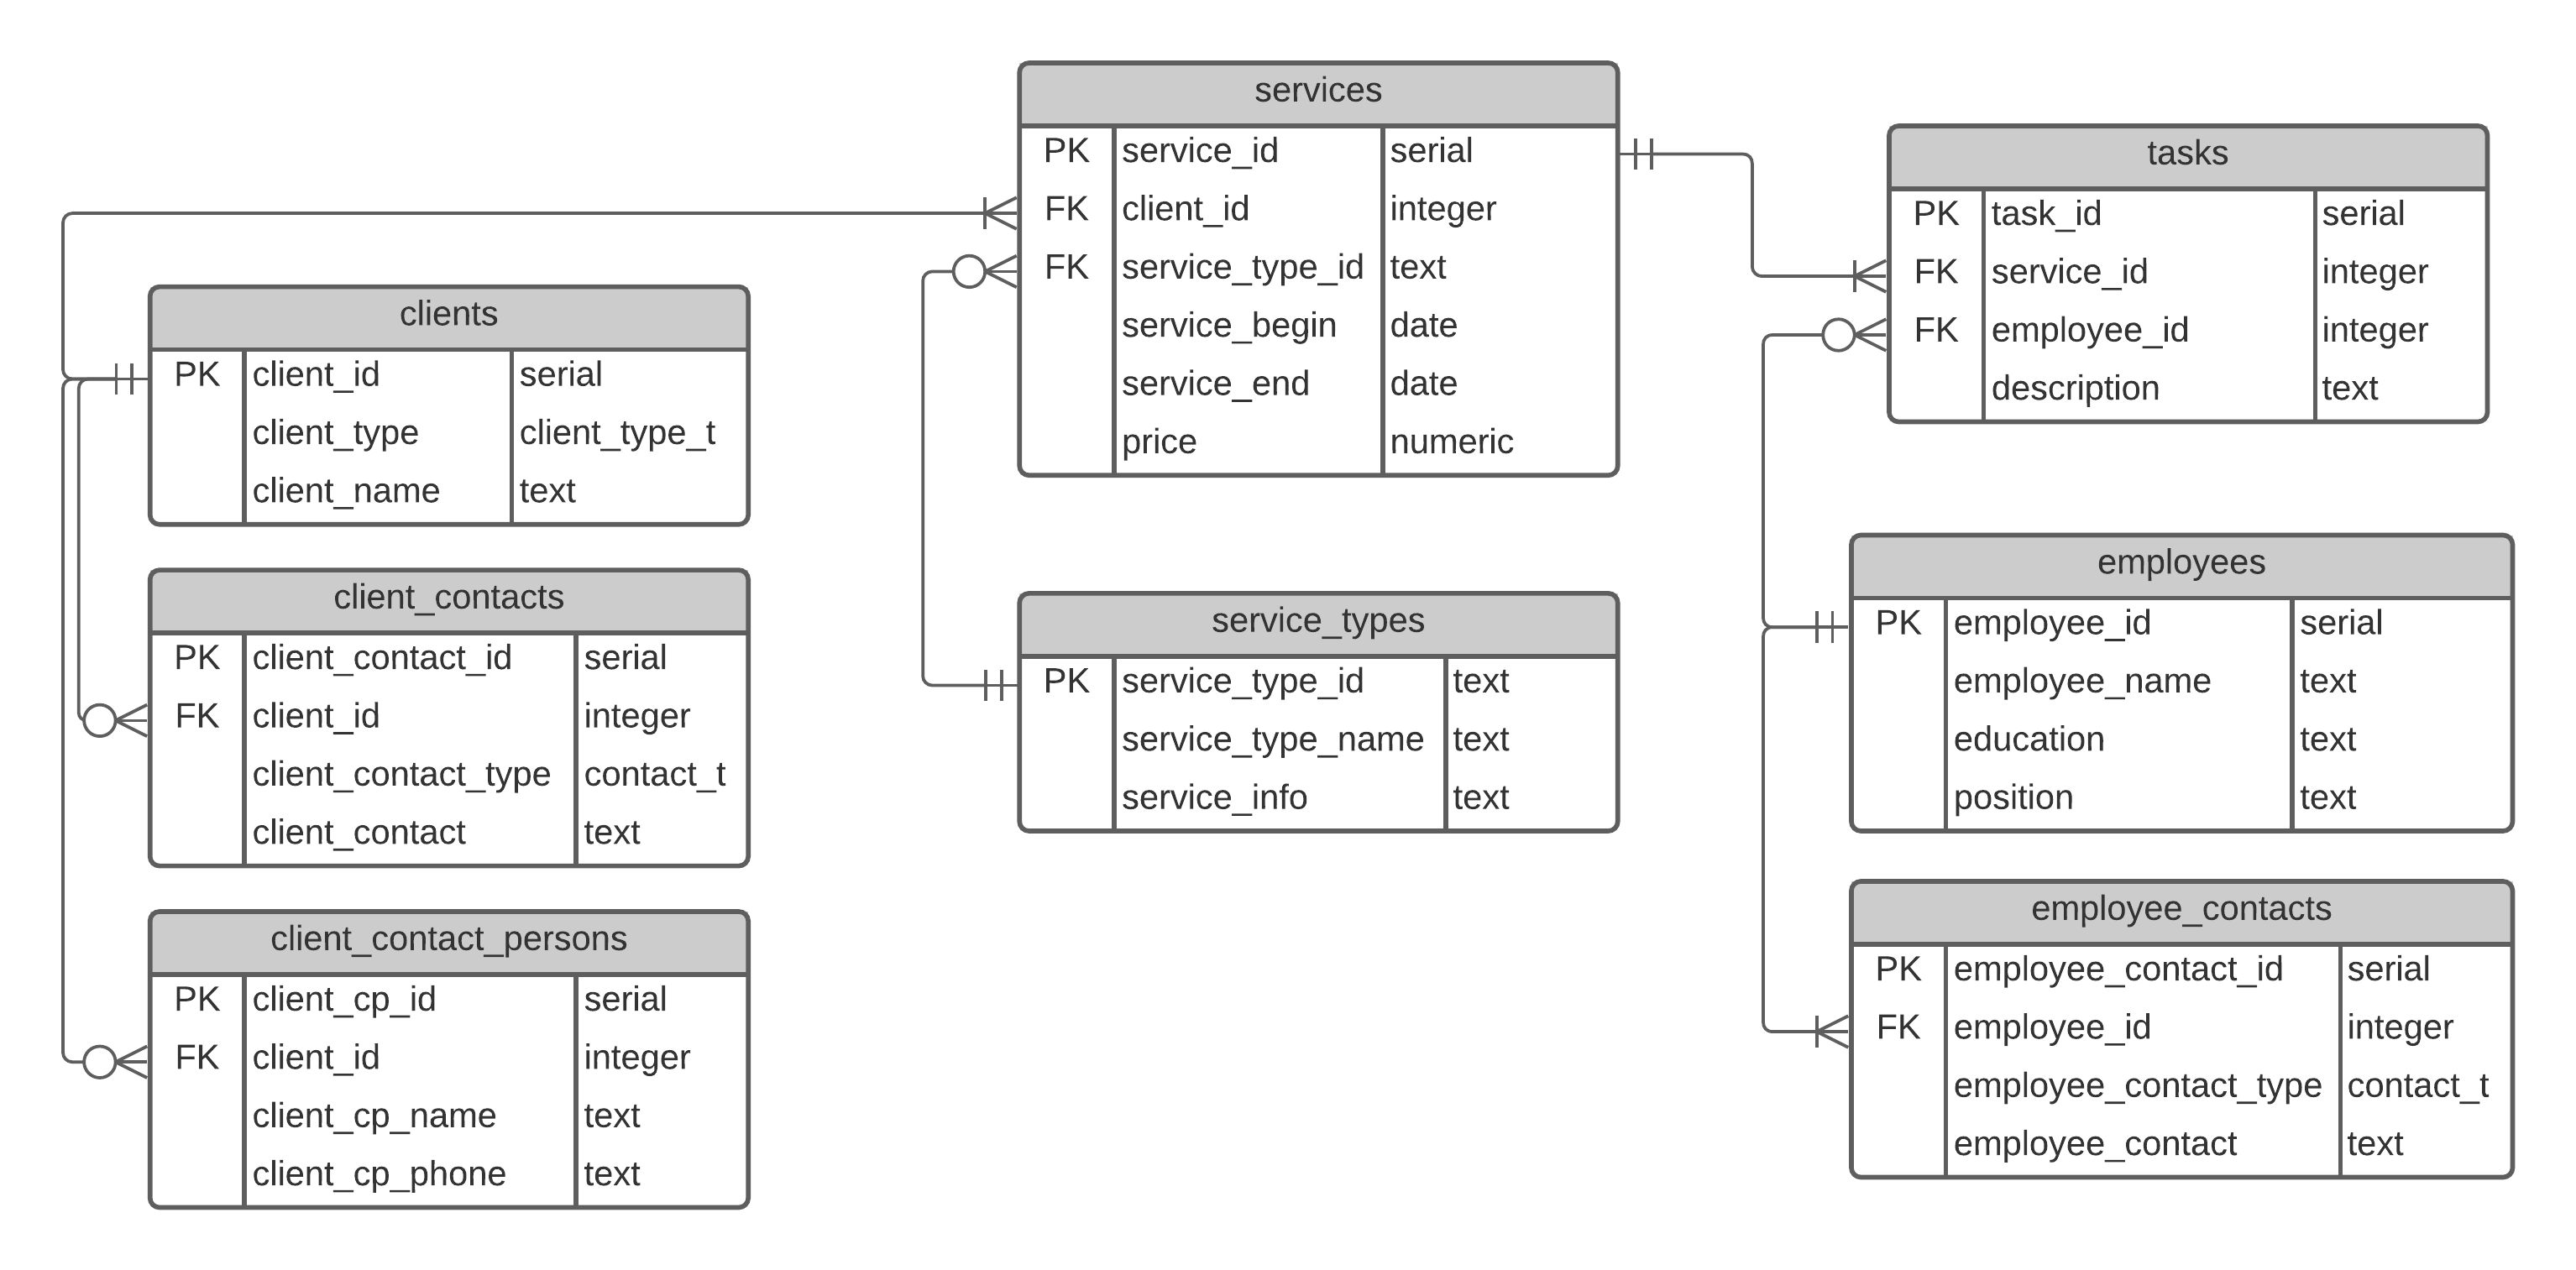 services
PK service_id serial
FK client_id integer
FK service_type_id text
service_begin date
service_end date
price numeric
tasks
PK task_id serial
FK service_id integer
FK employee_id integer
description text
clients
PK client_id serial
client_type client_type_t
client_name text
client_contacts
PK client_contact_id serial
FK client_id integer
client_contact_type contact_t
client_contact text
client_contact_persons
PK client_cp_id serial
FK client_id integer
client_cp_name text
client_cp_phone text
service_types
PK service_type_id text
service_type_name text
service_info text
employees
PK employee_id serial
employee_name text
education text
position text
employee_contacts
PK employee_contact_id serial
FK employee_id integer
employee_contact_type contact_t
employee_contact text